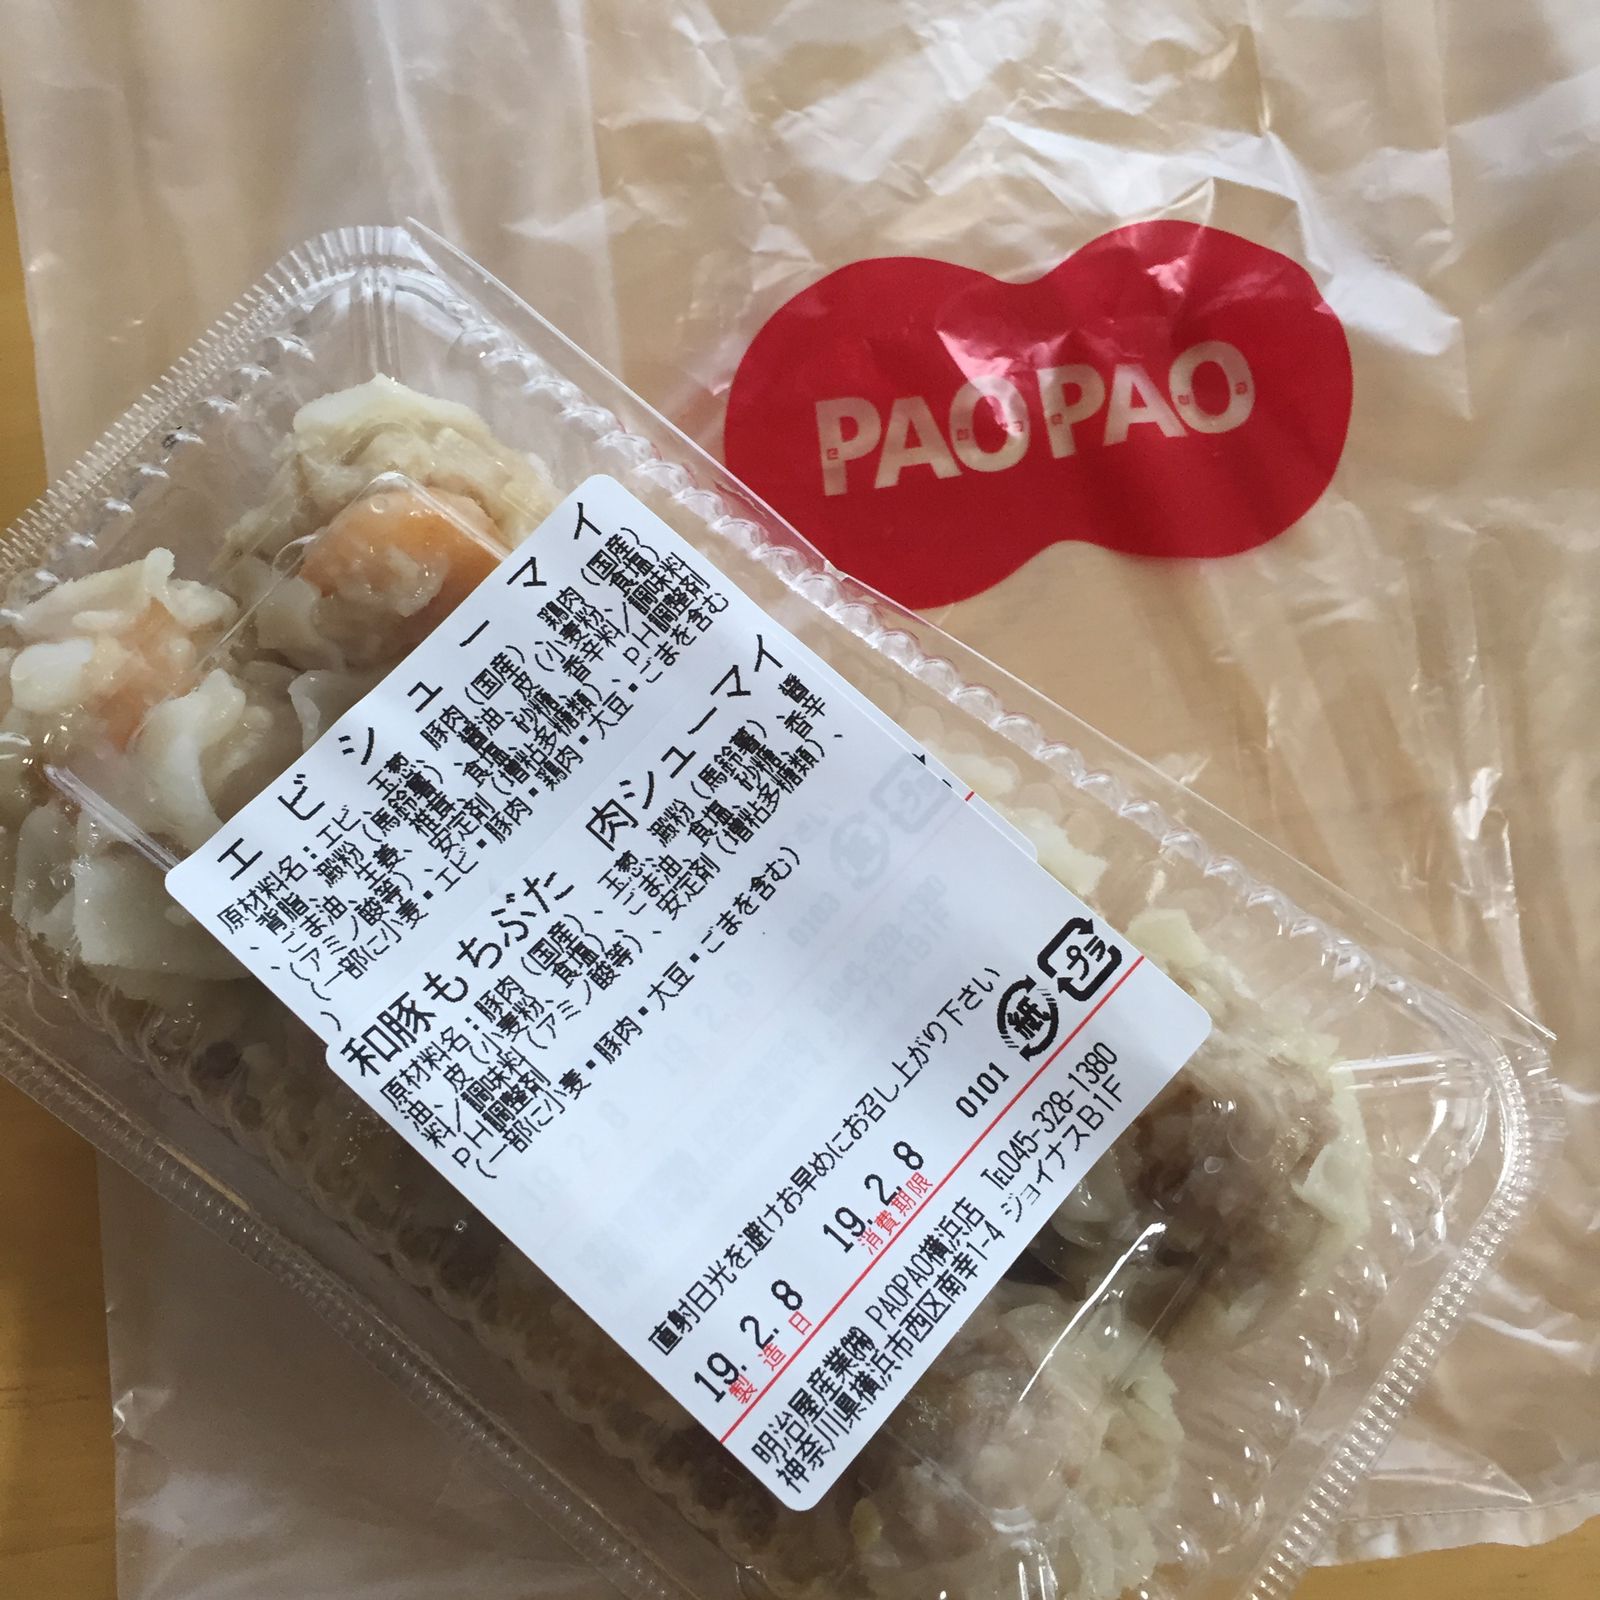 PAOPAO
エビシューマイ
原材料名：エビ、玉葱、豚肉(国産)、鶏肉(国産)
、背脂、澱粉(馬鈴薯)、醤油、皮(小麦粉、食塩)
、ごま油、生姜、椎茸、食塩、砂糖、香辛料／調味料
(アミノ酸等)、安定剤(増粘多糖類)、ｐＨ調整剤
(一部に小麦・エビ・豚肉・鶏肉・大豆・ごまを含む
)
和豚もちぶた 肉シューマイ
原材料名：豚肉(国産)、玉葱、澱粉(馬鈴薯)、醤
油、皮(小麦粉、食塩)、ごま油、食塩、砂糖、香辛
料／調味料(アミノ酸等)、安定剤(増粘多糖類)、
ｐＨ調整剤
(一部に小麦・豚肉・大豆・ごまを含む)
直射日光を避けお早めにお召し上がり下さい
0101
紙 プラ
19. 2. 8 19. 2. 8
製造日 消費期限
明治屋産業㈱ PAOPAO横浜店 ℡045-328-1380
神奈川県横浜市西区南幸1-4 ジョイナスB1F